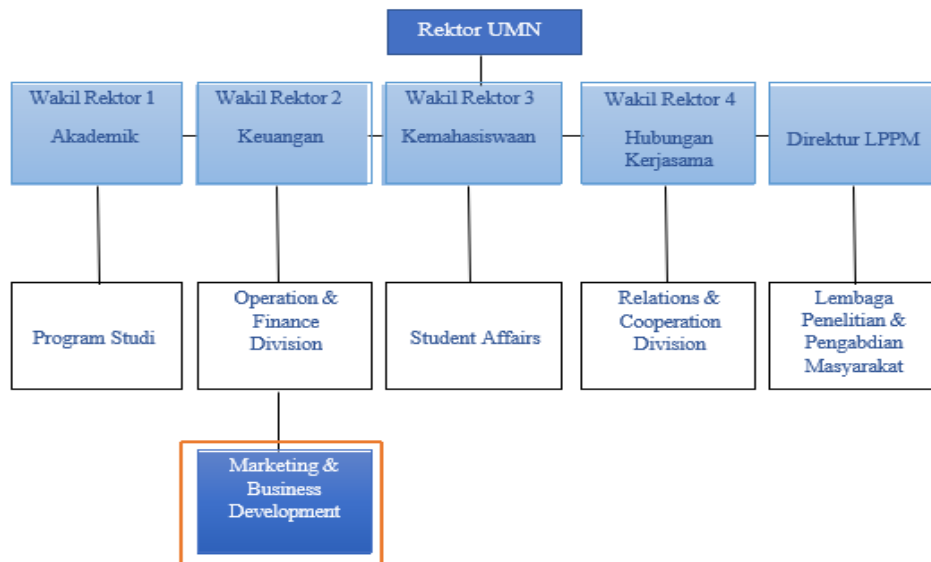 Rektor UMN
Wakil Rektor 1
Akademik
Wakil Rektor 2
Keuangan
Wakil Rektor 3
Kemahasiswaan
Wakil Rektor 4
Hubungan
Kerjasama
Direktur LPPM
Program Studi
Operation &
Finance
Division
Student Affairs
Relations &
Cooperation
Division
Lembaga
Penelitian &
Pengabdian
Masyarakat
Marketing &
Business
Development